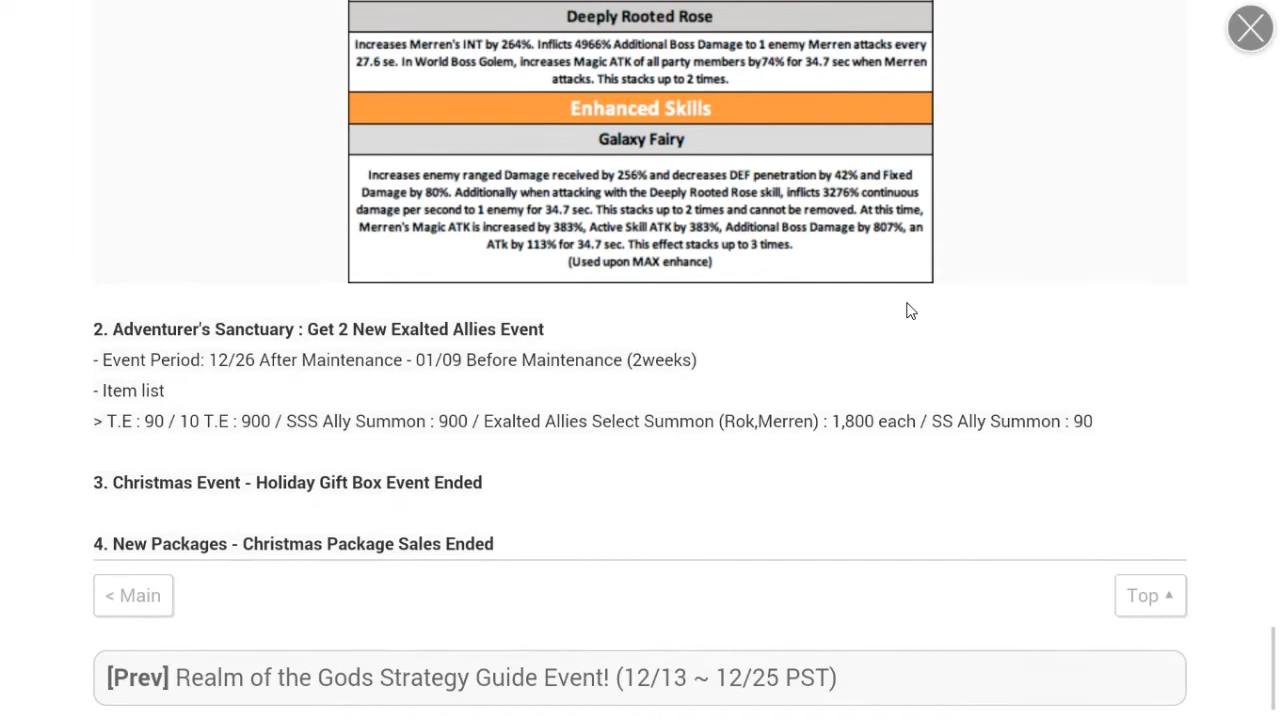 Deeply Rooted Rose
Increases Merren's INT by 264%. Inflicts 4966% Additional Boss Damage to 1 enemy Merren attacks every
27.6 se. In World Boss Golem, increases Magic ATK of all party members by74% for 34.7 sec when Merren
attacks. This stacks up to 2 times.
Enhanced Skills
Galaxy Fairy
Increases enemy ranged Damage received by 256% and decreases DEF penetration by 42% and Fixed
Damage by 80%. Additionally when attacking with the Deeply Rooted Rose skill, inflicts 3276% continuous
damage per second to 1 enemy for 34.7 sec. This stacks up to 2 times and cannot be removed. At this time,
Merren's Magic ATK is increased by 383%, Active Skill ATK by 383%, Additional Boss Damage by 807%, an
ATk by 113% for 34.7 sec. This effect stacks up to 3 times.
(Used upon MAX enhance)
2. Adventurer's Sanctuary : Get 2 New Exalted Allies Event
- Event Period: 12/26 After Maintenance - 01/09 Before Maintenance (2weeks)
- Item list
> T.E : 90 / 10 T.E : 900 / SSS Ally Summon : 900 / Exalted Allies Select Summon (Rok,Merren) : 1,800 each / SS Ally Summon : 90
3. Christmas Event - Holiday Gift Box Event Ended
4. New Packages - Christmas Package Sales Ended
< Main
Top ▲
[Prev] Realm of the Gods Strategy Guide Event! (12/13 ~ 12/25 PST)